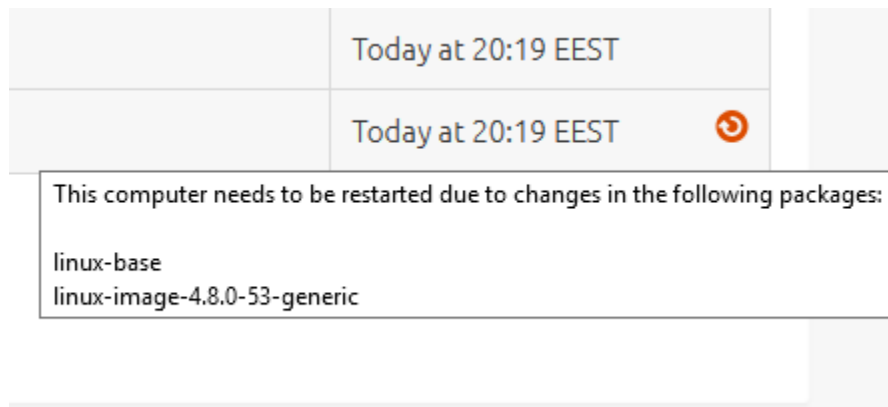 Today at 20:19 EEST
Today at 20:19 EEST
This computer needs to be restarted due to changes in the following packages:
linux-base
linux-image-4.8.0-53-generic